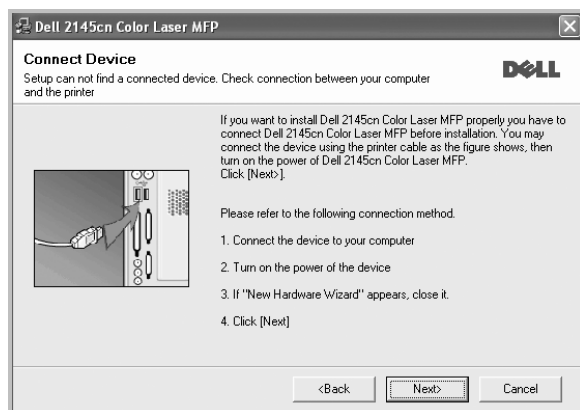 Dell 2145cn Color Laser MFP
Connect Device
Setup can not find a connected device. Check connection between your computer
and the printer
DELL
If you want to install Dell 2145cn Color Laser MFP properly you have to
connect Dell 2145cn Color Laser MFP before installation. You may
connect the device using the printer cable as the figure shows, then
turn on the power of Dell 2145cn Color Laser MFP.
Click [Next>].
Please refer to the following connection method.
1. Connect the device to your computer
2. Turn on the power of the device
3. If "New Hardware Wizard" appears, close it.
4. Click [Next]
<Back
Next>
Cancel